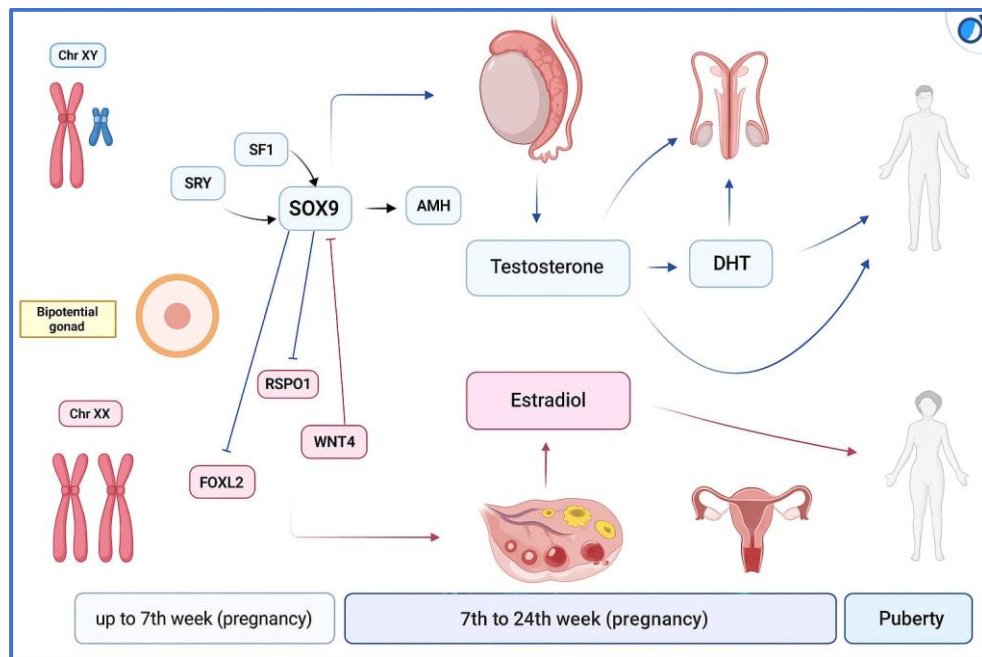 Chr XY
SF1
SRY
SOX9
AMH
Testosterone
DHT
Bipotential
gonad
RSPO1
Estradiol
Chr XX
WNT4
FOXL2
up to 7th week (pregnancy)
7th to 24th week (pregnancy)
Puberty